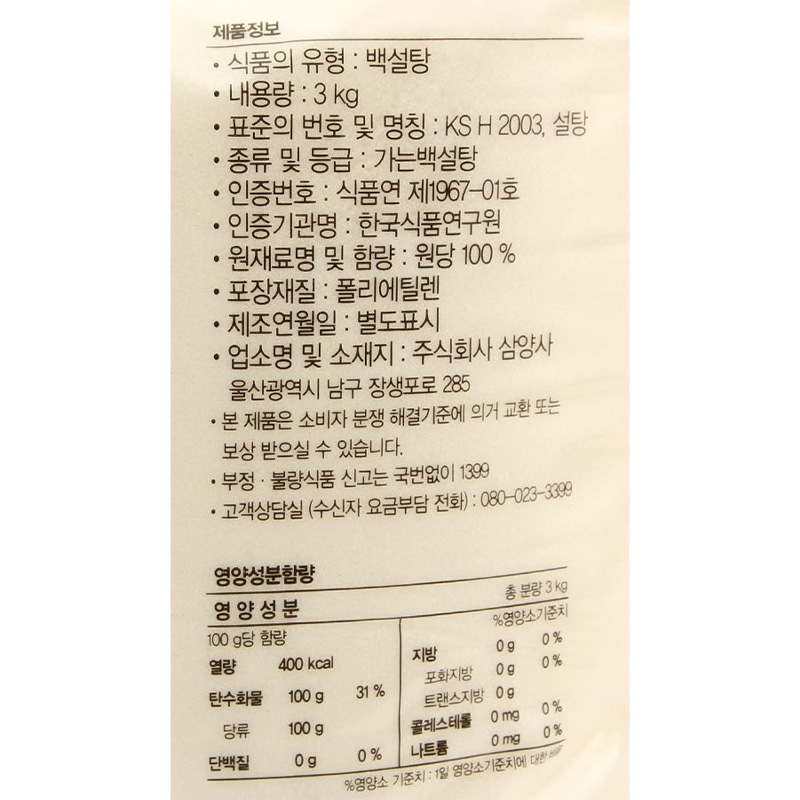 제품정보
• 식품의 유형 : 백설탕
• 내용량 : 3 kg
• 표준의 번호 및 명칭 : KS H 2003, 설탕
• 종류 및 등급 : 가는백설탕
• 인증번호 : 식품연 제1967-01호
• 인증기관명 : 한국식품연구원
• 원재료명 및 함량 : 원당 100 %
• 포장재질 : 폴리에틸렌
• 제조연월일 : 별도표시
• 업소명 및 소재지 : 주식회사 삼양사
울산광역시 남구 장생포로 285
• 본 제품은 소비자 분쟁 해결기준에 의거 교환 또는
보상 받으실 수 있습니다.
• 부정 · 불량식품 신고는 국번없이 1399
• 고객상담실 (수신자 요금부담 전화) : 080-023-3399
영양성분함량
영양성분 총 분량 3 kg
%영양소기준치
100 g당 함량
열량 400 kcal
탄수화물 100 g 31 %
당류 100 g
단백질 0 g 0 %
지방 0 g 0 %
포화지방 0 g 0 %
트랜스지방 0 g
콜레스테롤 0 mg 0 %
나트륨 0 mg 0 %
%영양소 기준치 : 1일 영양소기준치에 대한